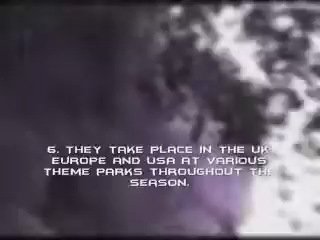 6. THEY TAKE PLACE IN THE UK
EUROPE AND USA AT VARIOUS
THEME PARKS THROUGHOUT THE
SEASON.